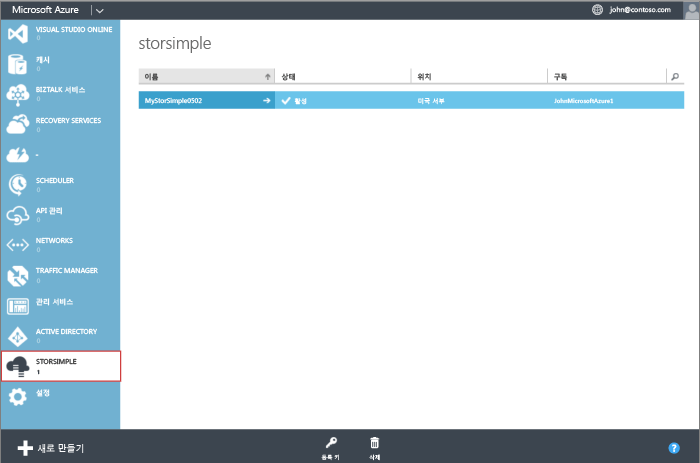 Microsoft Azure
john@contoso.com
VISUAL STUDIO ONLINE
0
캐시
0
BIZTALK 서비스
0
RECOVERY SERVICES
0
-
SCHEDULER
0
API 관리
0
NETWORKS
0
TRAFFIC MANAGER
0
관리 서비스
ACTIVE DIRECTORY
0
STORSIMPLE
1
설정
storsimple
이름 상태 위치 구독
MyStorSimple0502 활성 미국 서부 JohnMicrosoftAzure1
새로 만들기
등록 키
삭제
?